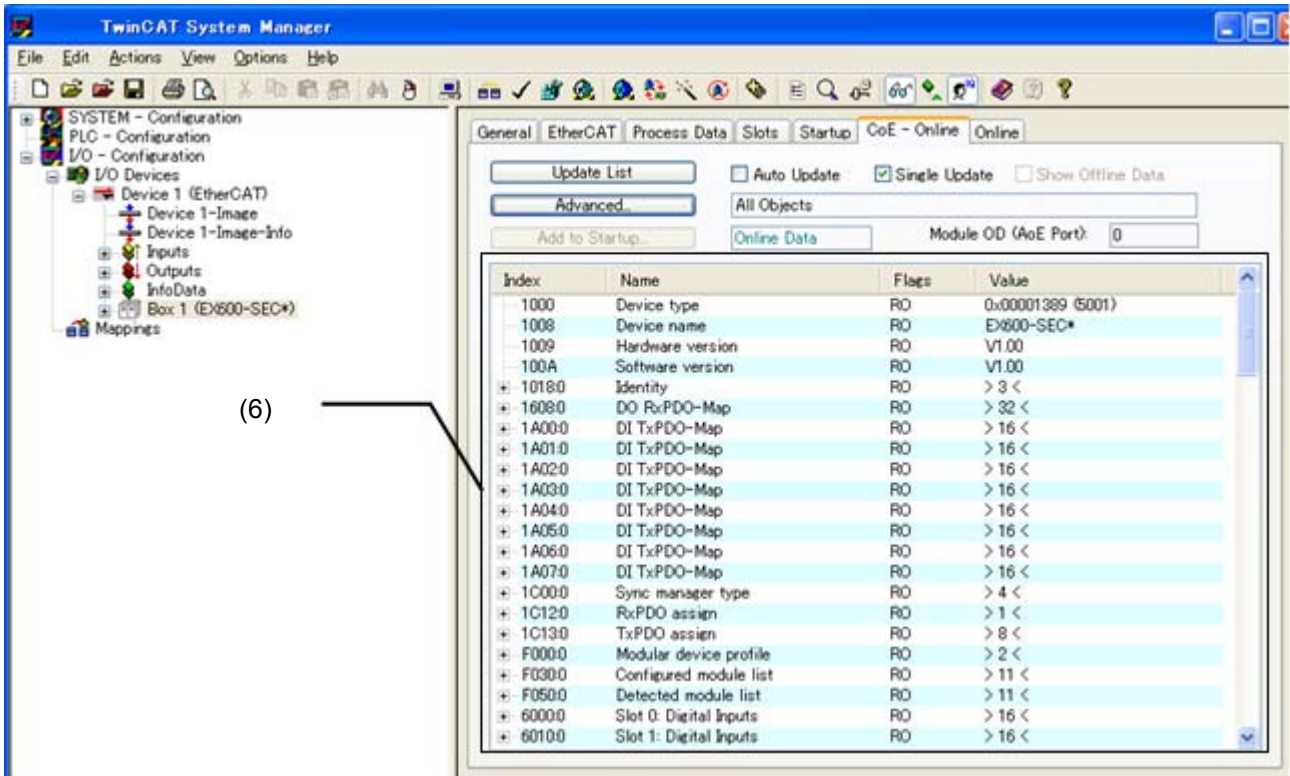 TwinCAT System Manager
File Edit Actions View Options Help
SYSTEM - Configuration
PLC - Configuration
I/O - Configuration
I/O Devices
Device 1 (EtherCAT)
Device 1-Image
Device 1-Image-Info
Inputs
Outputs
InfoData
Box 1 (EX600-SEC*)
Mappings
(6)
General EtherCAT Process Data Slots Startup CoE - Online Online
Update List Auto Update Single Update Show Offline Data
Advanced... All Objects
Add to Startup... Online Data Module OD (AoE Port): 0
Index Name Flags Value
1000 Device type RO 0x00001389 (5001)
1008 Device name RO EX600-SEC*
1009 Hardware version RO V1.00
100A Software version RO V1.00
1018:0 Identity RO > 3 <
1608:0 DO RxPDO-Map RO > 32 <
1A00:0 DI TxPDO-Map RO > 16 <
1A01:0 DI TxPDO-Map RO > 16 <
1A02:0 DI TxPDO-Map RO > 16 <
1A03:0 DI TxPDO-Map RO > 16 <
1A04:0 DI TxPDO-Map RO > 16 <
1A05:0 DI TxPDO-Map RO > 16 <
1A06:0 DI TxPDO-Map RO > 16 <
1A07:0 DI TxPDO-Map RO > 16 <
1C00:0 Sync manager type RO > 4 <
1C12:0 RxPDO assign RO > 1 <
1C13:0 TxPDO assign RO > 8 <
F000:0 Modular device profile RO > 2 <
F030:0 Configured module list RO > 11 <
F050:0 Detected module list RO > 11 <
6000:0 Slot 0: Digital Inputs RO > 16 <
6010:0 Slot 1: Digital Inputs RO > 16 <